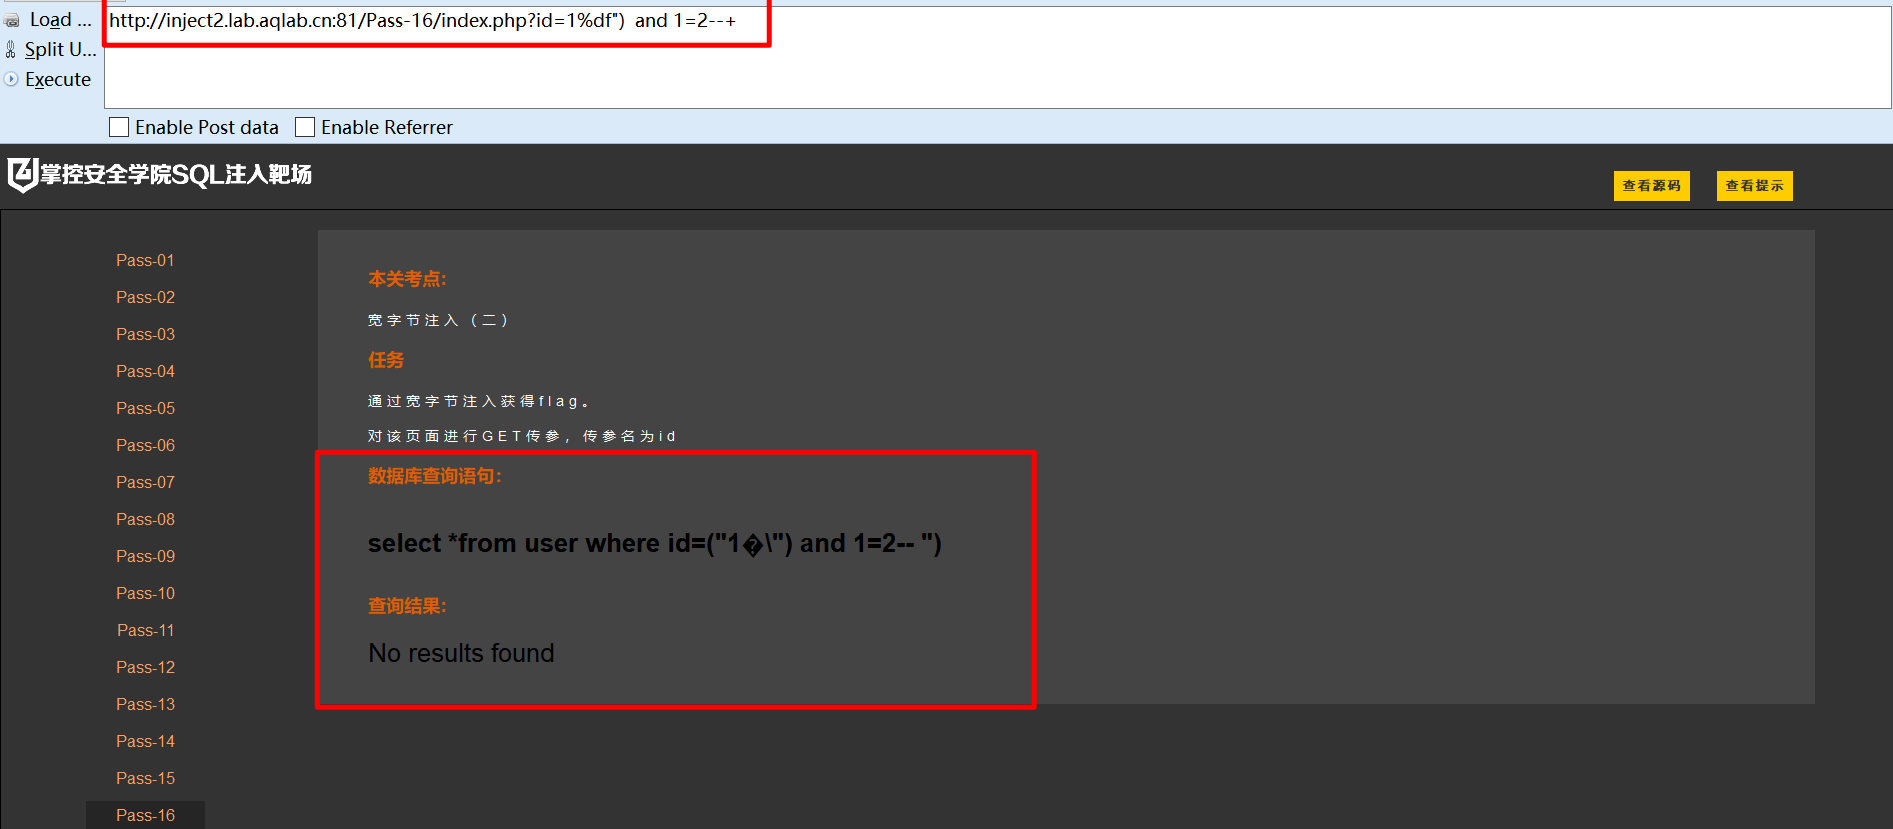 Load ...
http://inject2.lab.aqlab.cn:81/Pass-16/index.php?id=1%df")  and 1=2--+
Split U...
Execute
Enable Post data
Enable Referrer
掌控安全学院SQL注入靶场
查看源码
查看提示
Pass-01
Pass-02
Pass-03
Pass-04
Pass-05
Pass-06
Pass-07
Pass-08
Pass-09
Pass-10
Pass-11
Pass-12
Pass-13
Pass-14
Pass-15
Pass-16
本关考点:
宽字节注入（二）
任务
通过宽字节注入获得flag。
对该页面进行GET传参，传参名为id
数据库查询语句:
select *from user where id=("1�\") and 1=2-- ")
查询结果:
No results found